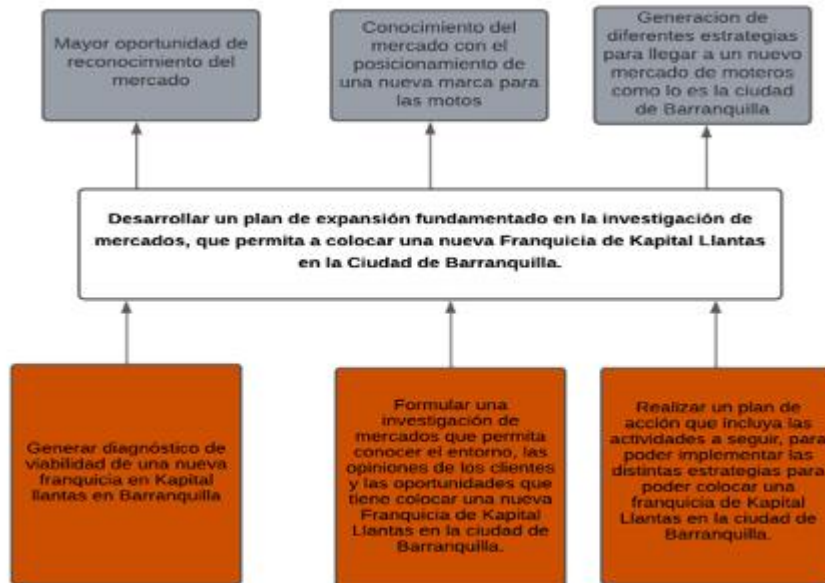 Mayor oportunidad de
reconocimiento del
mercado
Conocimiento del
mercado con el
posicionamiento de
una nueva marca para
las motos
Generacion de
diferentes estrategias
para llegar a un nuevo
mercado de moteros
como lo es la ciudad
de Barranquilla
Desarrollar un plan de expansión fundamentado en la investigación de
mercados, que permita a colocar una nueva Franquicia de Kapital Llantas
en la Ciudad de Barranquilla.
Generar diagnóstico de
viabilidad de una nueva
franquicia en Kapital
llantas en Barranquilla
Formular una
investigación de
mercados que permita
conocer el entorno, las
opiniones de los clientes
y las oportunidades que
tiene colocar una nueva
Franquicia de Kapital
Llantas en la ciudad de
Barranquilla.
Realizar un plan de
acción que incluya las
actividades a seguir, para
poder implementar las
distintas estrategias para
poder colocar una
franquicia de Kapital
Llantas en la ciudad de
Barranquilla.